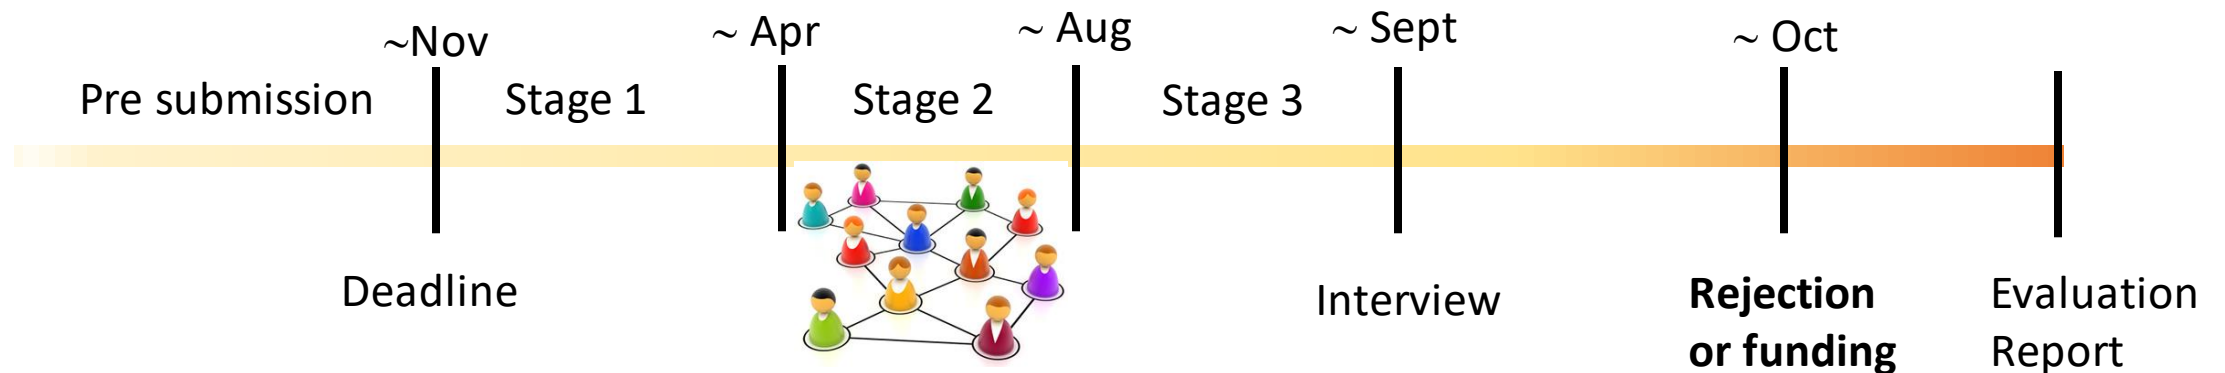 ~Nov
~ Apr
~ Aug
~ Sept
~ Oct
Pre submission
Stage 1
Stage 2
Stage 3
Deadline
Interview
Rejection
or funding
Evaluation
Report